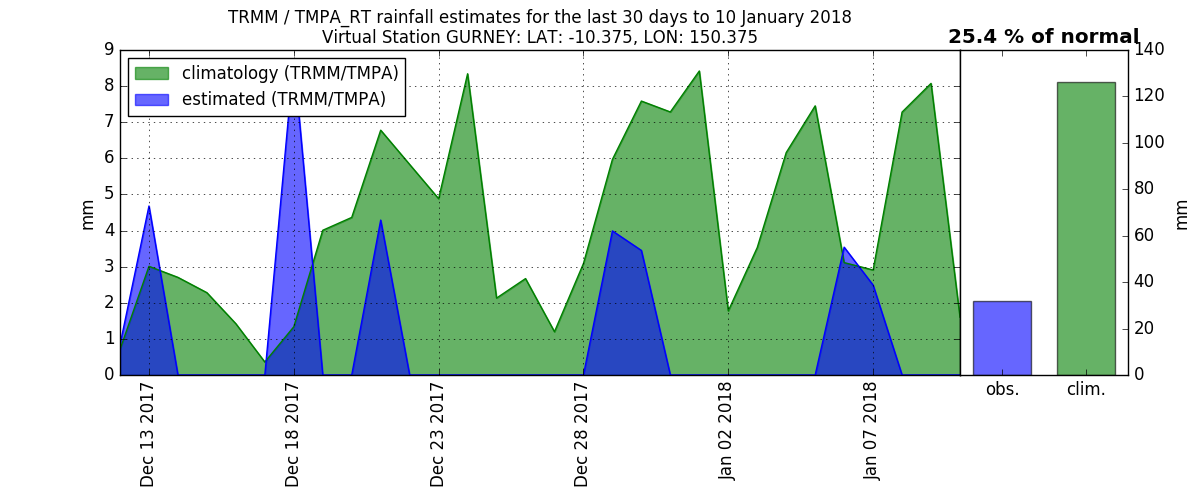 TRMM / TMPA_RT rainfall estimates for the last 30 days to 10 January 2018
Virtual Station GURNEY: LAT: -10.375, LON: 150.375
25.4 % of normal
climatology (TRMM/TMPA)
estimated (TRMM/TMPA)
9
8
7
6
5
4
3
2
1
0
mm
Dec 13 2017
Dec 18 2017
Dec 23 2017
Dec 28 2017
Jan 02 2018
Jan 07 2018
obs.
clim.
140
120
100
80
60
40
20
0
mm